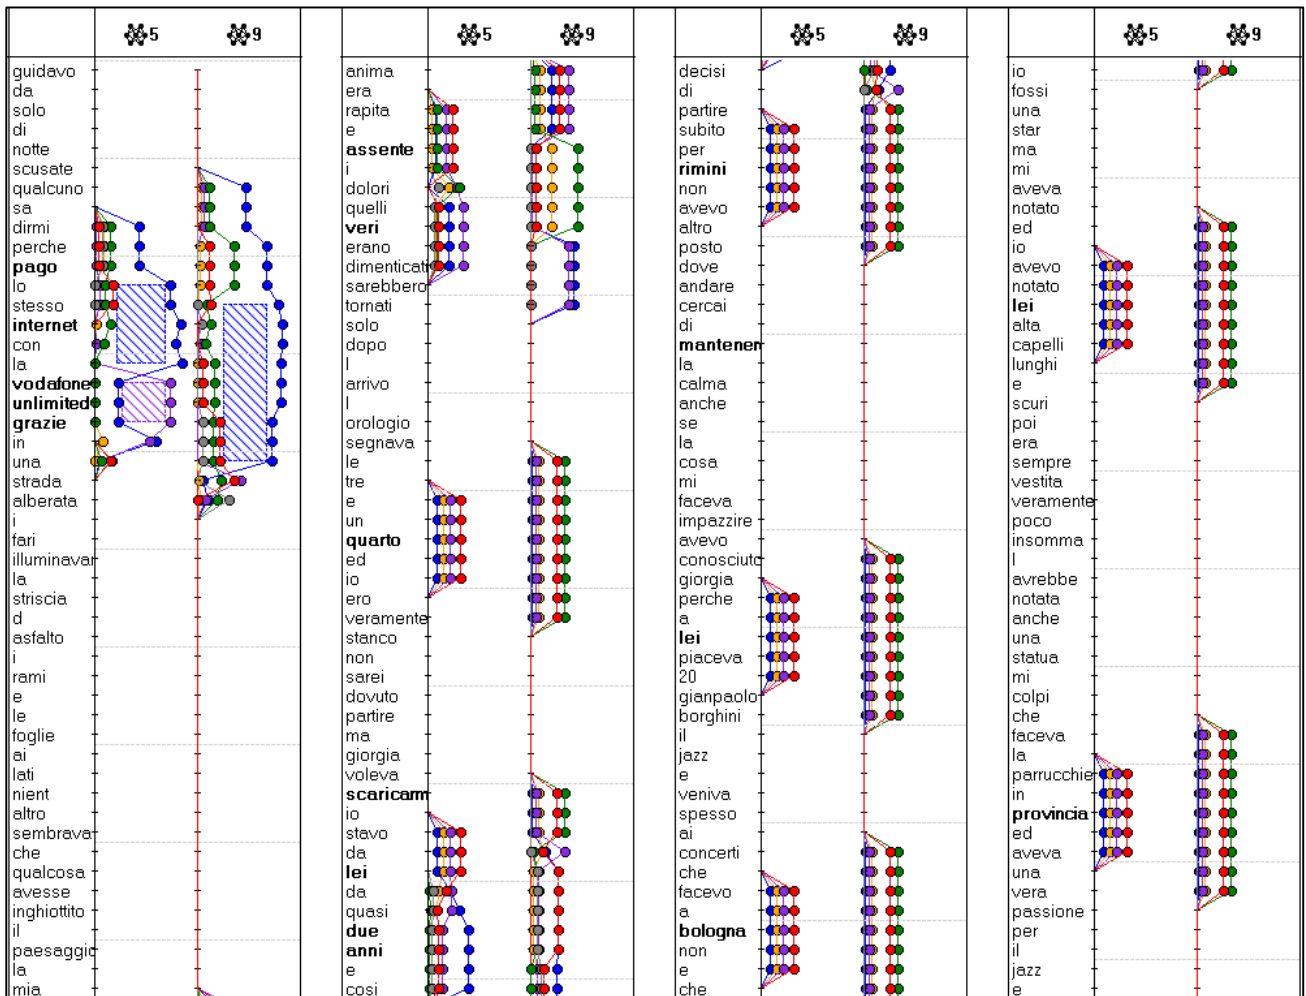 5 9
guidavo
da
solo
di
notte
scusate
qualcuno
sa
dirmi
perche
pago
lo
stesso
internet
con
la
vodafone
unlimited
grazie
in
una
strada
alberata
i
fari
illuminavar
la
striscia
d
asfalto
i
rami
e
le
foglie
ai
lati
nient
altro
sembrava
che
qualcosa
avesse
inghiottito
il
paesaggio
la
mia
5 9
anima
era
rapita
e
assente
i
dolori
quelli
veri
erano
dimenticati
sarebbero
tornati
solo
dopo
l
arrivo
l
orologio
segnava
le
tre
e
un
quarto
ed
io
ero
veramente
stanco
non
sarei
dovuto
partire
ma
giorgia
voleva
scaricarm
io
stavo
da
lei
da
quasi
due
anni
e
cosi
5 9
decisi
di
partire
subito
per
rimini
non
avevo
altro
posto
dove
andare
cercai
di
mantener
la
calma
anche
se
la
cosa
mi
faceva
impazzire
avevo
conosciuto
giorgia
perche
a
lei
piaceva
20
gianpaolo
borghini
il
jazz
e
veniva
spesso
ai
concerti
che
facevo
a
bologna
non
e
che
5 9
io
fossi
una
star
ma
mi
aveva
notato
ed
io
avevo
notato
lei
alta
capelli
lunghi
e
scuri
poi
era
sempre
vestita
veramente
poco
insomma
l
avrebbe
notata
anche
una
statua
mi
colpi
che
faceva
la
parrucchie
in
provincia
ed
aveva
una
vera
passione
per
il
jazz
e